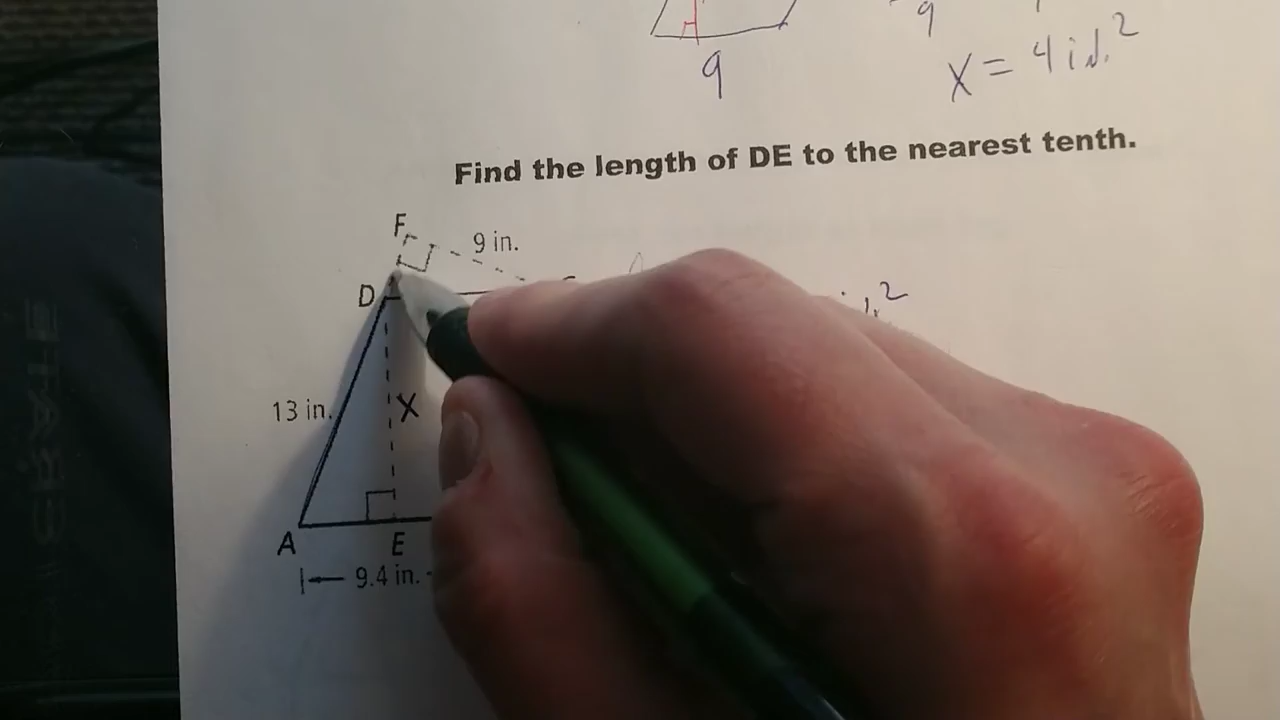 9
9
x = 4 in.²
Find the length of DE to the nearest tenth.
F
9 in.
D
13 in.
X
A
E
9.4 in.